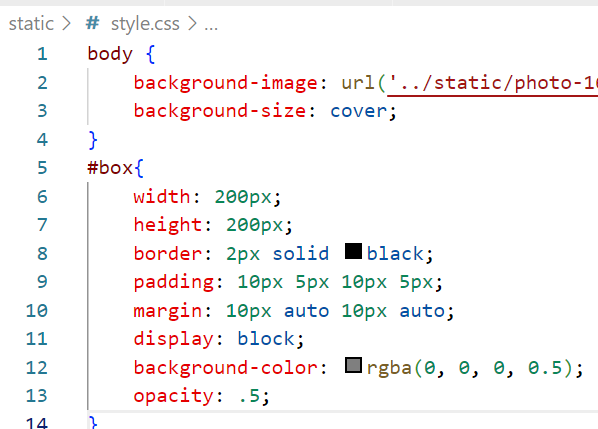 static > # style.css > ...
1 body {
2 background-image: url('../static/photo-16
3 background-size: cover;
4 }
5 #box{
6 width: 200px;
7 height: 200px;
8 border: 2px solid black;
9 padding: 10px 5px 10px 5px;
10 margin: 10px auto 10px auto;
11 display: block;
12 background-color: rgba(0, 0, 0, 0.5);
13 opacity: .5;
14 }